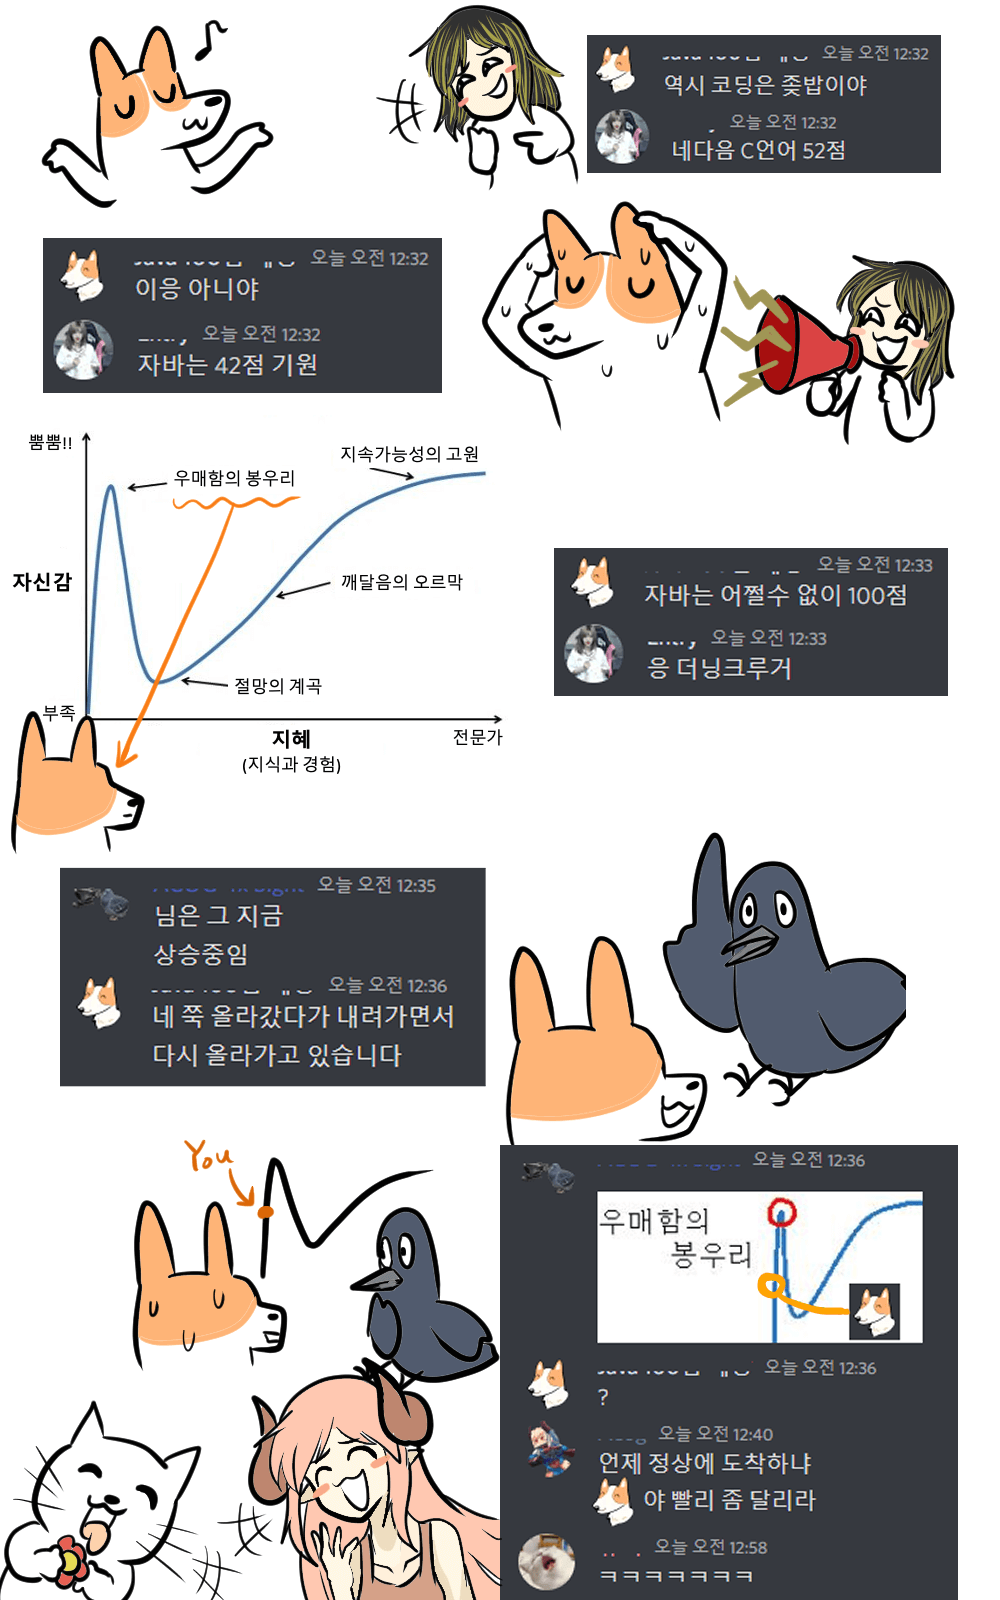 오늘 오전 12:32
역시 코딩은 좆밥이야
오늘 오전 12:32
네다음 C언어 52점
오늘 오전 12:32
이응 아니야
오늘 오전 12:32
자바는 42점 기원
뿜뿜!!
지속가능성의 고원
우매함의 봉우리
자신감
깨달음의 오르막
절망의 계곡
부족
지혜
전문가
(지식과 경험)
오늘 오전 12:33
자바는 어쩔수 없이 100점
오늘 오전 12:33
응 더닝크루거
오늘 오전 12:35
님은 그 지금
상승중임
오늘 오전 12:36
네 쭉 올라갔다가 내려가면서
다시 올라가고 있습니다
You
오늘 오전 12:36
우매함의
봉우리
오늘 오전 12:36
?
오늘 오전 12:40
언제 정상에 도착하냐
야 빨리 좀 달리라
오늘 오전 12:58
ㅋㅋㅋㅋㅋㅋㅋ